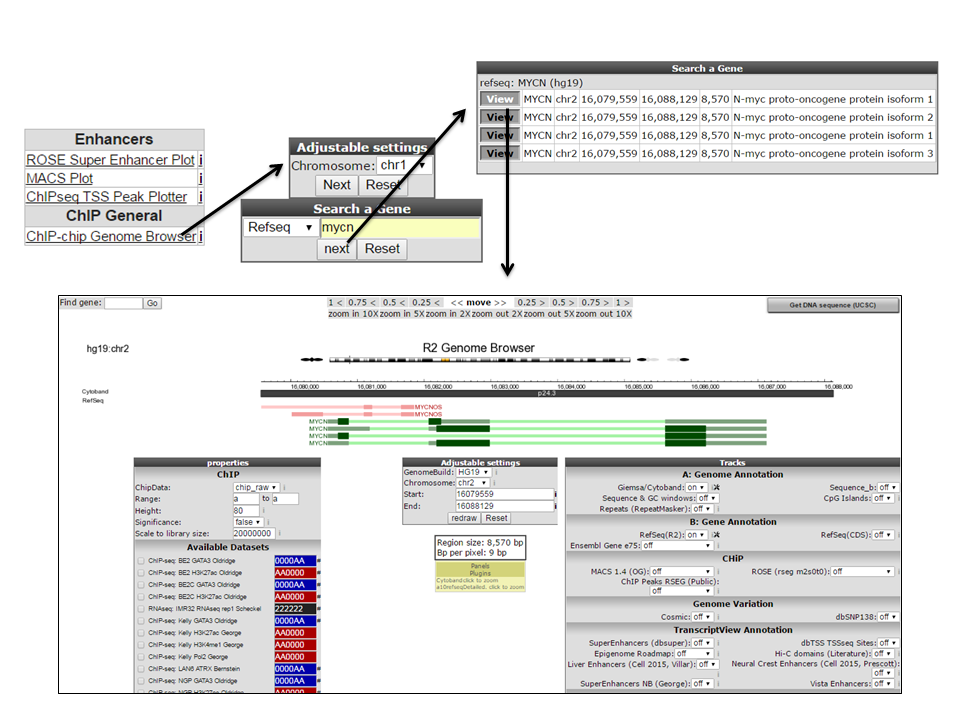 Search a Gene
refseq: MYCN (hg19)
View MYCN chr2 16,079,559 16,088,129 8,570 N-myc proto-oncogene protein isoform 1
View MYCN chr2 16,079,559 16,088,129 8,570 N-myc proto-oncogene protein isoform 2
View MYCN chr2 16,079,559 16,088,129 8,570 N-myc proto-oncogene protein isoform 1
View MYCN chr2 16,079,559 16,088,129 8,570 N-myc proto-oncogene protein isoform 3
Enhancers
ROSE Super Enhancer Plot i
MACS Plot i
ChIPseq TSS Peak Plotter i
ChIP General
ChIP-chip Genome Browser i
Adjustable settings
Chromosome: chr1
Next Reset
Search a Gene
Refseq mycn
next Reset
Find gene: Go
1 < 0.75 < 0.5 < 0.25 < << move >> 0.25 > 0.5 > 0.75 > 1 >
zoom in 10X zoom in 5X zoom in 2X zoom out 2X zoom out 5X zoom out 10X
Get DNA sequence (UCSC)
hg19:chr2
R2 Genome Browser
16,080,000 16,081,000 16,082,000 16,083,000 16,084,000 16,085,000 16,086,000 16,087,000 16,088,000
Cytoband p24.3
RefSeq
MYCNOS
MYCNOS
MYCN
MYCN
MYCN
MYCN
properties
ChIP
ChipData: chip_raw i
Range: a to a
Height: 80 i
Significance: false i
Scale to library size: 20000000 i
Available Datasets
ChIP-seq: BE2 GATA3 Oldridge 0000AA #
ChIP-seq: BE2 H3K27ac Oldridge AA0000 #
ChIP-seq: BE2C GATA3 Oldridge 0000AA #
ChIP-seq: BE2C H3K27ac Oldridge AA0000 #
RNAseq: IMR32 RNAseq rep1 Scheckel 222222 #
ChIP-seq: Kelly GATA3 Oldridge 0000AA #
ChIP-seq: Kelly H3K27ac George AA0000 #
ChIP-seq: Kelly H3K4me1 George AA0000 #
ChIP-seq: Kelly Pol2 George AA0000 #
ChIP-seq: LAN6 ATRX Bernstein 0000AA #
ChIP-seq: NGP GATA3 Oldridge 0000AA #
ChIP-seq: NGP H3K27ac Oldridge AA0000
Adjustable settings
GenomeBuild: HG19
Chromosome: chr2 i
Start: 16079559 i
End: 16088129 i
redraw Reset
Region size: 8,570 bp
Bp per pixel: 9 bp
Panels
Plugins
Cytoband click to zoom
click to zoom
Tracks
A: Genome Annotation
Giemsa/Cytoband: on Sequence_b: off
Sequence & GC windows: off CpG Islands: off
Repeats (RepeatMasker): off
B: Gene Annotation
RefSeq(R2): on RefSeq(CDS): off
Ensembl Gene e75: off
CHiP
MACS 1.4 (OG): off ROSE (rseg m2s0t0): off
ChIP Peaks RSEG (Public):
off
Genome Variation
Cosmic: off dbSNP138: off
TranscriptView Annotation
SuperEnhancers (dbsuper): off dbTSS TSSseq Sites: off
Epigenome Roadmap: off Hi-C domains (Literature): off
Liver Enhancers (Cell 2015, Villar): off Neural Crest Enhancers (Cell 2015, Prescott):
off
SuperEnhancers NB (George): off Vista Enhancers: off